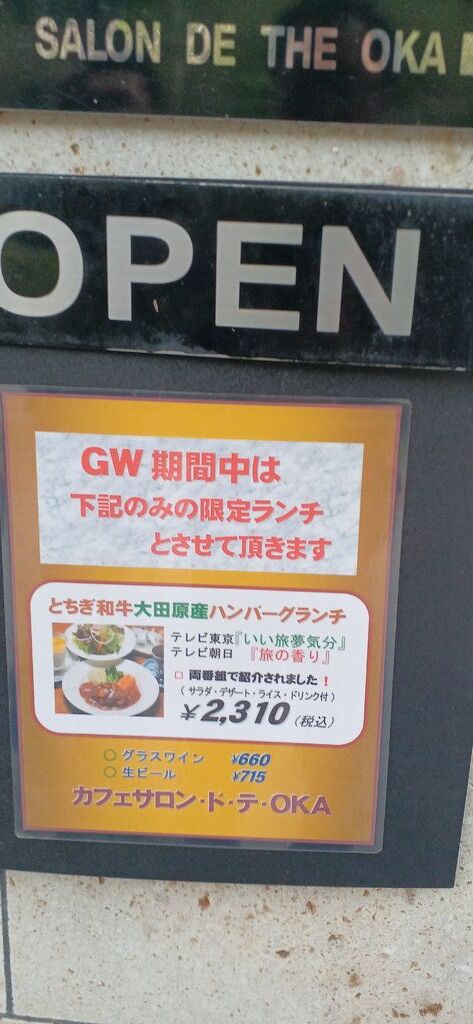 SALON DE THE OKA
OPEN
GW 期間中は
下記のみの限定ランチ
とさせて頂きます
とちぎ和牛大田原産ハンバーグランチ
テレビ東京『いい旅夢気分』
テレビ朝日 『旅の香り』
□ 両番組で紹介されました！
（サラダ・デザート・ライス・ドリンク付）
￥2,310（税込）
○ グラスワイン ¥660
○ 生ビール ¥715
カフェサロン・ド・テ・OKA